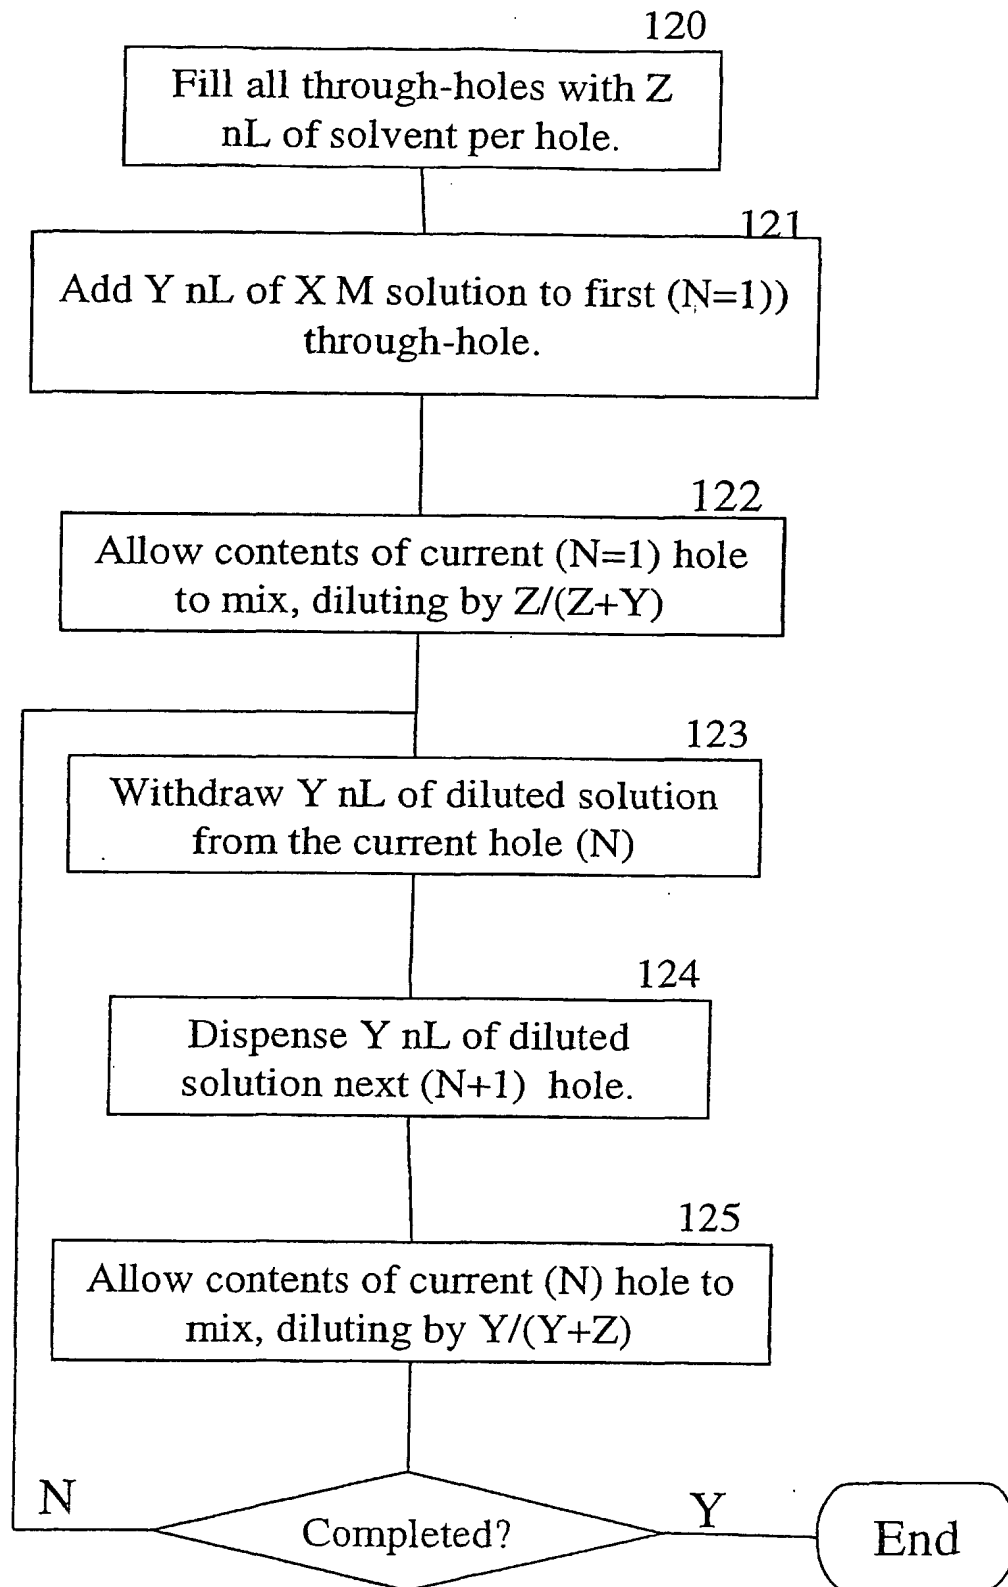 120
Fill all through-holes with Z
nL of solvent per hole.
121
Add Y nL of X M solution to first (N=1))
through-hole.
122
Allow contents of current (N=1) hole
to mix, diluting by Z/(Z+Y)
123
Withdraw Y nL of diluted solution
from the current hole (N)
124
Dispense Y nL of diluted
solution next (N+1) hole.
125
Allow contents of current (N) hole to
mix, diluting by Y/(Y+Z)
N
Completed?
Y
End